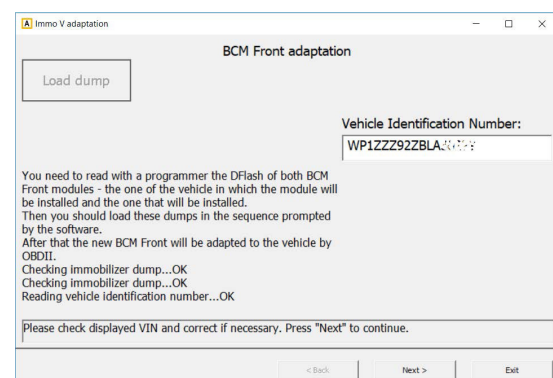 A Immo V adaptation
BCM Front adaptation
Load dump
Vehicle Identification Number:
WP1ZZZ92ZBLA
You need to read with a programmer the DFlash of both BCM
Front modules - the one of the vehicle in which the module will
be installed and the one that will be installed.
Then you should load these dumps in the sequence prompted
by the software.
After that the new BCM Front will be adapted to the vehicle by
OBDII.
Checking immobilizer dump...OK
Checking immobilizer dump...OK
Reading vehicle identification number...OK
Please check displayed VIN and correct if necessary. Press "Next" to continue.
< Back Next > Exit